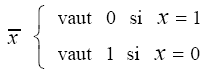 x̅ { vaut 0 si x = 1
vaut 1 si x = 0